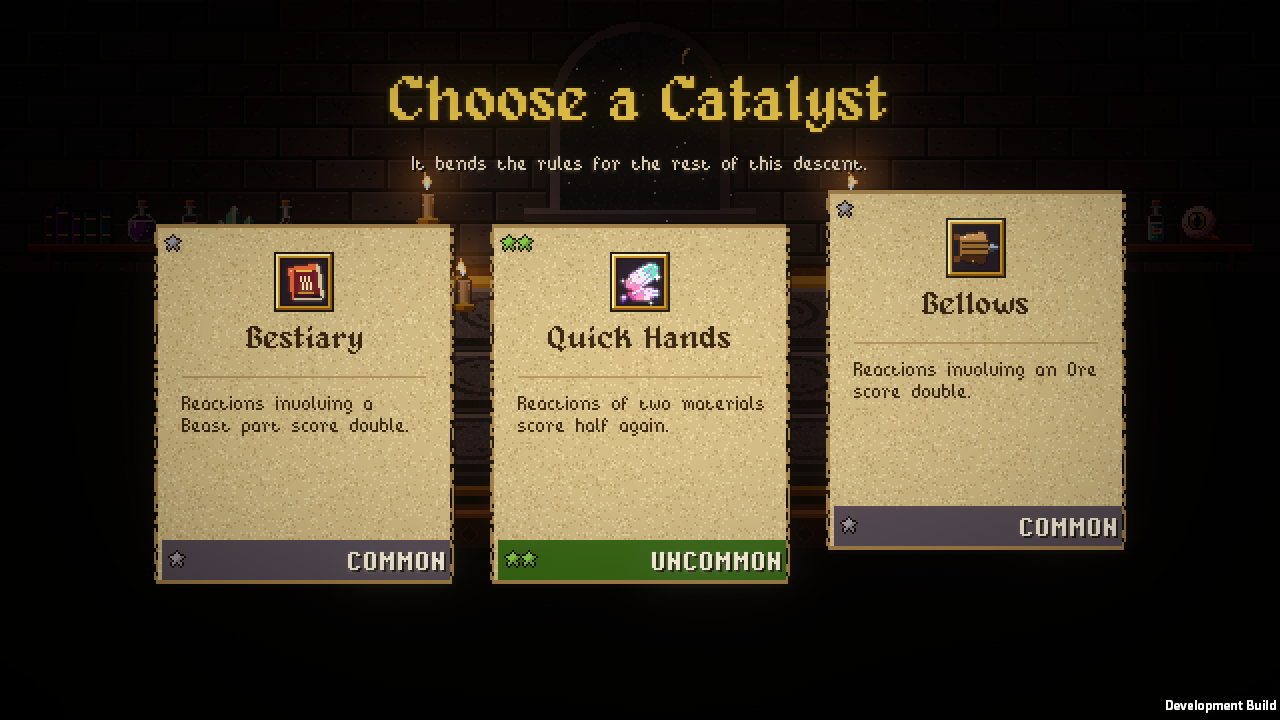 Choose a Catalyst
It bends the rules for the rest of this descent.
Bestiary
Reactions involving a
Beast part score double.
COMMON
Quick Hands
Reactions of two materials
score half again.
UNCOMMON
Bellows
Reactions involving an Ore
score double.
COMMON
Development Build